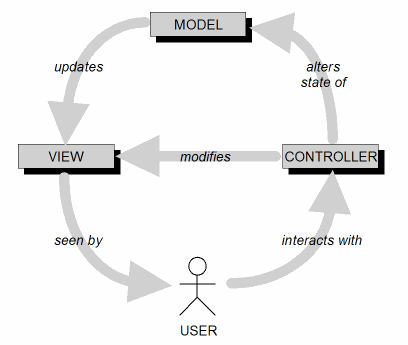 MODEL
updates
alters
state of
VIEW
modifies
CONTROLLER
seen by
interacts with
USER